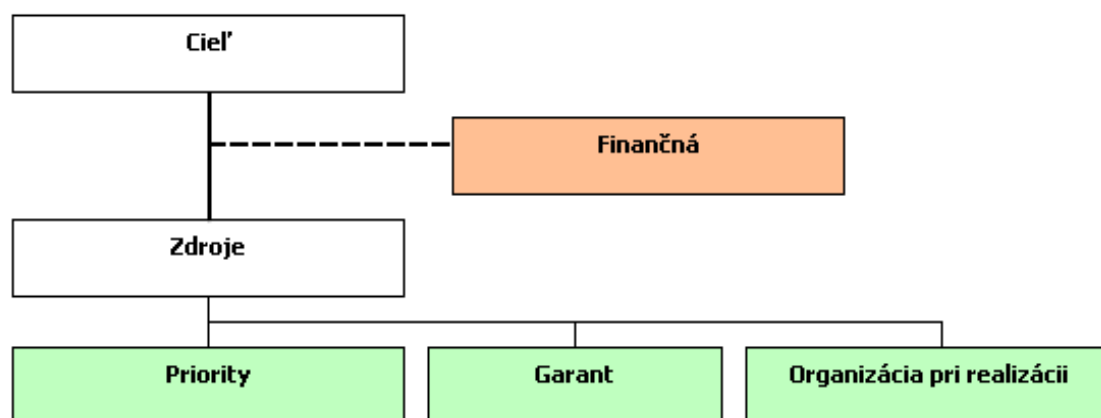 Cieľ
Finančná
Zdroje
Priority
Garant
Organizácia pri realizácii